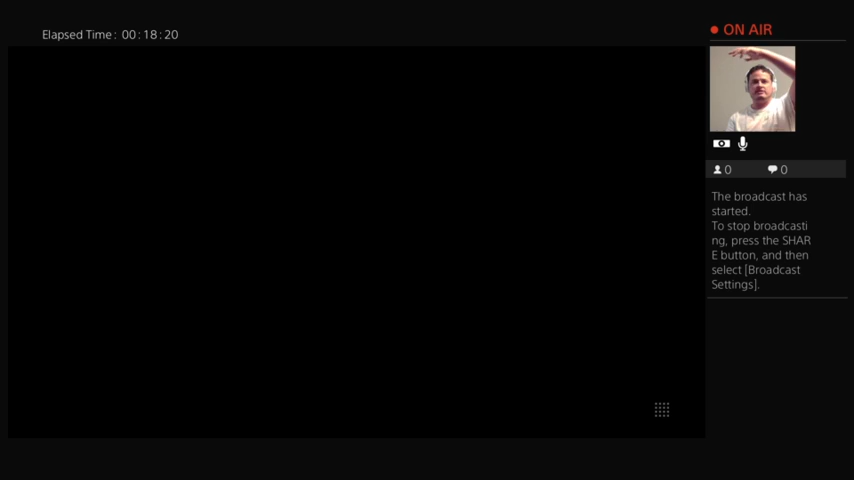 Elapsed Time: 00:18:20
ON AIR
0 0
The broadcast has
started.
To stop broadcasti
ng, press the SHAR
E button, and then
select [Broadcast
Settings].